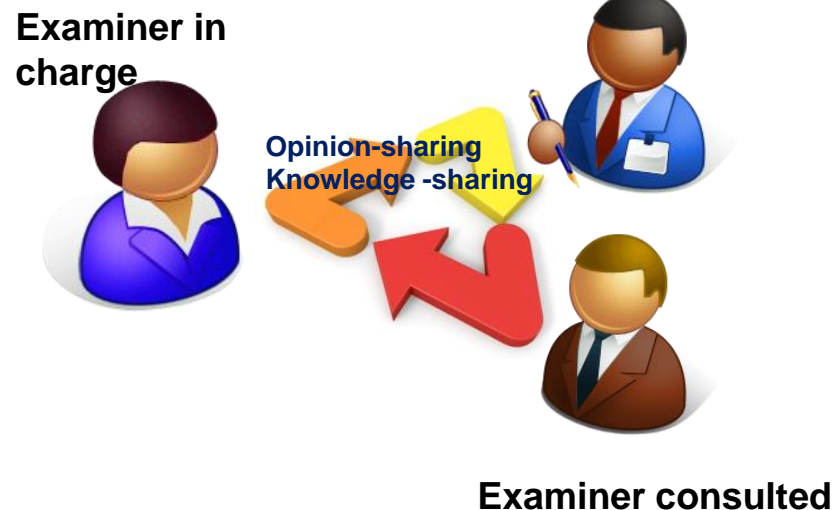 Examiner in
charge
Opinion-sharing
Knowledge -sharing
Examiner consulted